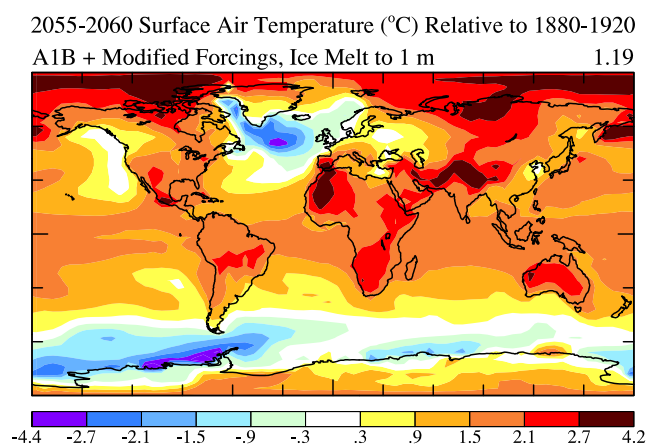 2055-2060 Surface Air Temperature (°C) Relative to 1880-1920
A1B + Modified Forcings, Ice Melt to 1 m 1.19
-4.4 -2.7 -2.1 -1.5 -.9 -.3 .3 .9 1.5 2.1 2.7 4.2